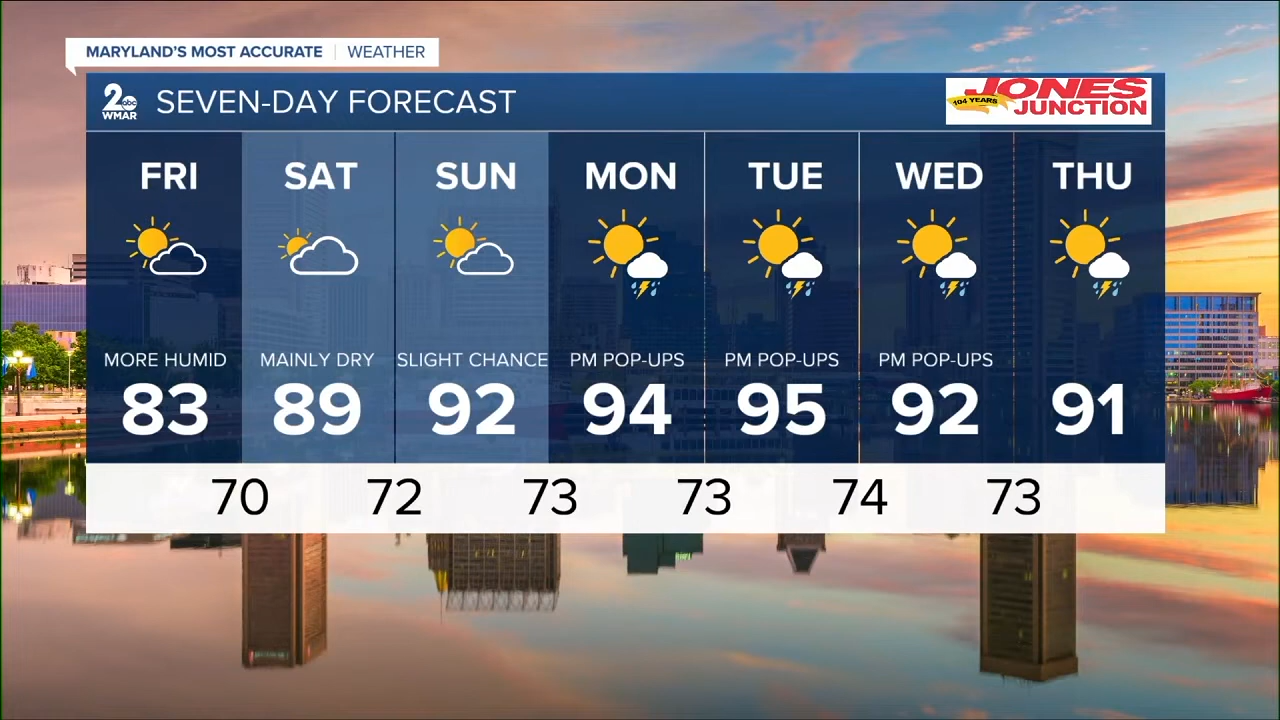 MARYLAND'S MOST ACCURATE | WEATHER
2 abc
WMAR
SEVEN-DAY FORECAST
JONES
104 YEARS
JUNCTION
FRI SAT SUN MON TUE WED THU
MORE HUMID MAINLY DRY SLIGHT CHANCE PM POP-UPS PM POP-UPS PM POP-UPS
83 89 92 94 95 92 91
70 72 73 73 74 73